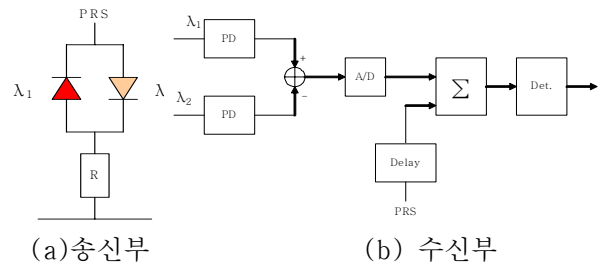 PRS
λ1
λ
R
(a)송신부
λ1
PD
λ2
PD
+
−
A/D
Σ
Det.
Delay
PRS
(b) 수신부